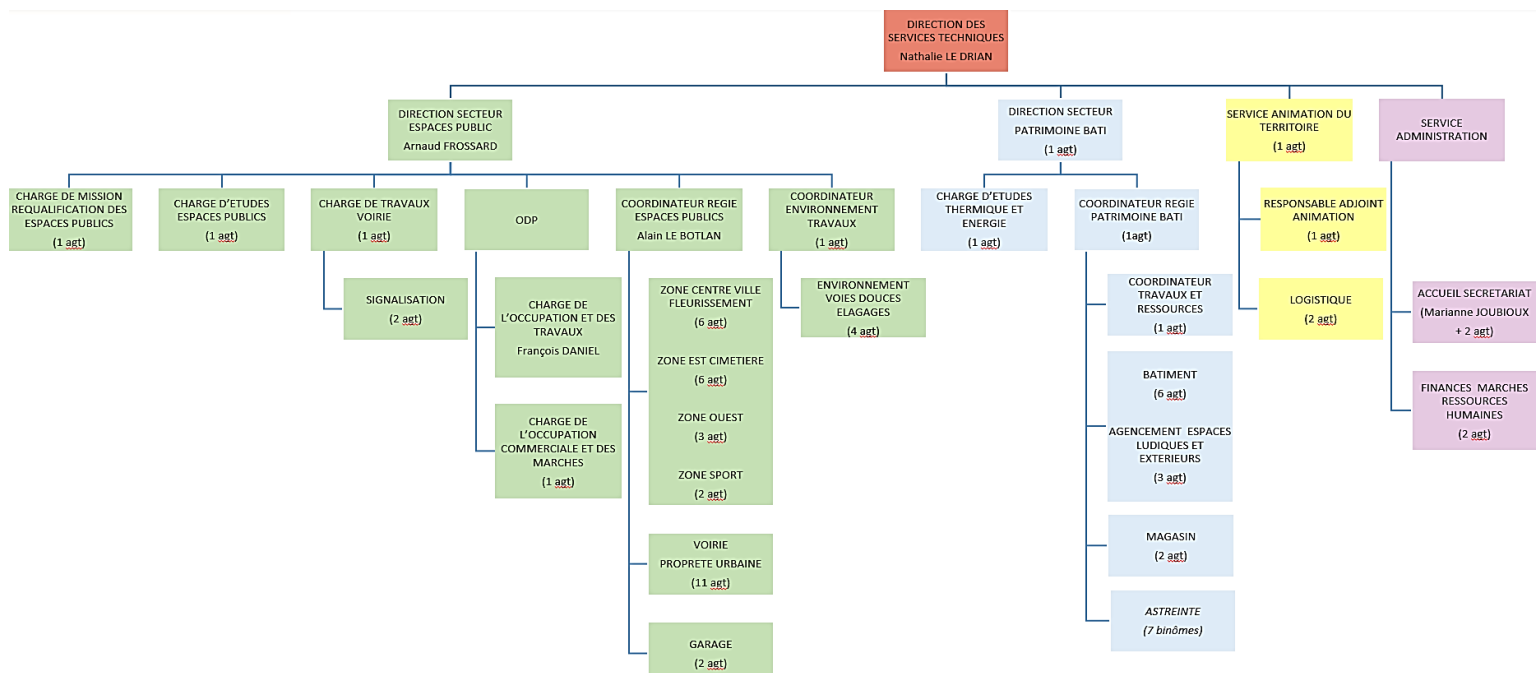 DIRECTION DES
SERVICES TECHNIQUES
Nathalie LE DRIAN
DIRECTION SECTEUR
ESPACES PUBLIC
Arnaud FROSSARD
DIRECTION SECTEUR
PATRIMOINE BATI
(1 agt)
SERVICE ANIMATION DU
TERRITOIRE
(1 agt)
SERVICE
ADMINISTRATION
CHARGE DE MISSION
REQUALIFICATION DES
ESPACES PUBLICS
(1 agt)
CHARGE D'ETUDES
ESPACES PUBLICS
(1 agt)
CHARGE DE TRAVAUX
VOIRIE
(1 agt)
ODP
COORDINATEUR REGIE
ESPACES PUBLICS
Alain LE BOTLAN
COORDINATEUR
ENVIRONNEMENT
TRAVAUX
(1 agt)
CHARGE D'ETUDES
THERMIQUE ET
ENERGIE
(1 agt)
COORDINATEUR REGIE
PATRIMOINE BATI
(1agt)
RESPONSABLE ADJOINT
ANIMATION
(1 agt)
SIGNALISATION
(2 agt)
CHARGE DE
L'OCCUPATION ET DES
TRAVAUX
François DANIEL
CHARGE DE
L'OCCUPATION
COMMERCIALE ET DES
MARCHES
(1 agt)
ZONE CENTRE VILLE
FLEURISSEMENT
(6 agt)
ZONE EST CIMETIERE
(6 agt)
ZONE OUEST
(3 agt)
ZONE SPORT
(2 agt)
VOIRIE
PROPRETE URBAINE
(11 agt)
GARAGE
(2 agt)
ENVIRONNEMENT
VOIES DOUCES
ELAGAGES
(4 agt)
COORDINATEUR
TRAVAUX ET
RESSOURCES
(1 agt)
BATIMENT
(6 agt)
AGENCEMENT ESPACES
LUDIQUES ET
EXTERIEURS
(3 agt)
MAGASIN
(2 agt)
ASTREINTE
(7 binômes)
LOGISTIQUE
(2 agt)
ACCUEIL SECRETARIAT
(Marianne JOUBIOUX
+ 2 agt)
FINANCES MARCHES
RESSOURCES
HUMAINES
(2 agt)